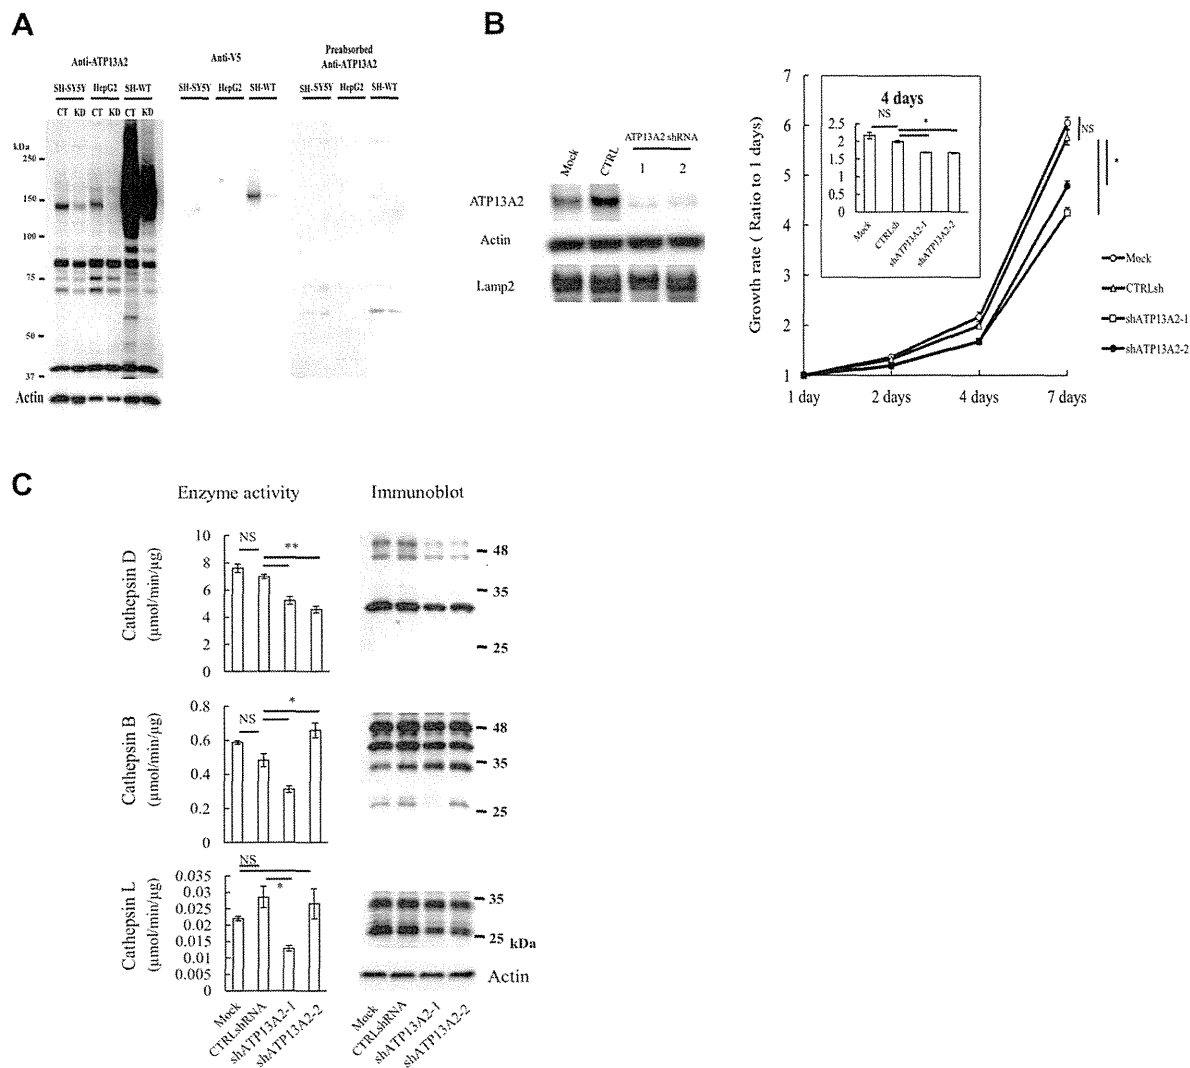 A
Anti-ATP13A2
SH-SY5Y HepG2 SH-WT
CT KD CT KD CT KD
kDa
250
150
100
75
50
37
Actin
Anti-V5
SH-SY5Y HepG2 SH-WT
Preabsorbed
Anti-ATP13A2
SH-SY5Y HepG2 SH-WT
B
Mock CTRL ATP13A2 shRNA
1 2
ATP13A2
Actin
Lamp2
Growth rate ( Ratio to 1 days)
7
6
5
4
3
2
1
1 day 2 days 4 days 7 days
4 days
NS
*
2.5
2
1.5
1
0.5
0
Mock CTRLsh shATP13A2-1 shATP13A2-2
NS
*
Mock
CTRLsh
shATP13A2-1
shATP13A2-2
C
Enzyme activity Immunoblot
Cathepsin D
(µmol/min/µg)
10
8
6
4
2
0
NS
**
48
35
25
Cathepsin B
(µmol/min/µg)
0.8
0.6
0.4
0.2
0
NS
*
48
35
25
Cathepsin L
(µmol/min/µg)
0.035
0.03
0.025
0.02
0.015
0.01
0.005
0
NS
*
35
25 kDa
Actin
Mock CTRLshRNA shATP13A2-1 shATP13A2-2
Mock CTRLshRNA shATP13A2-1 shATP13A2-2